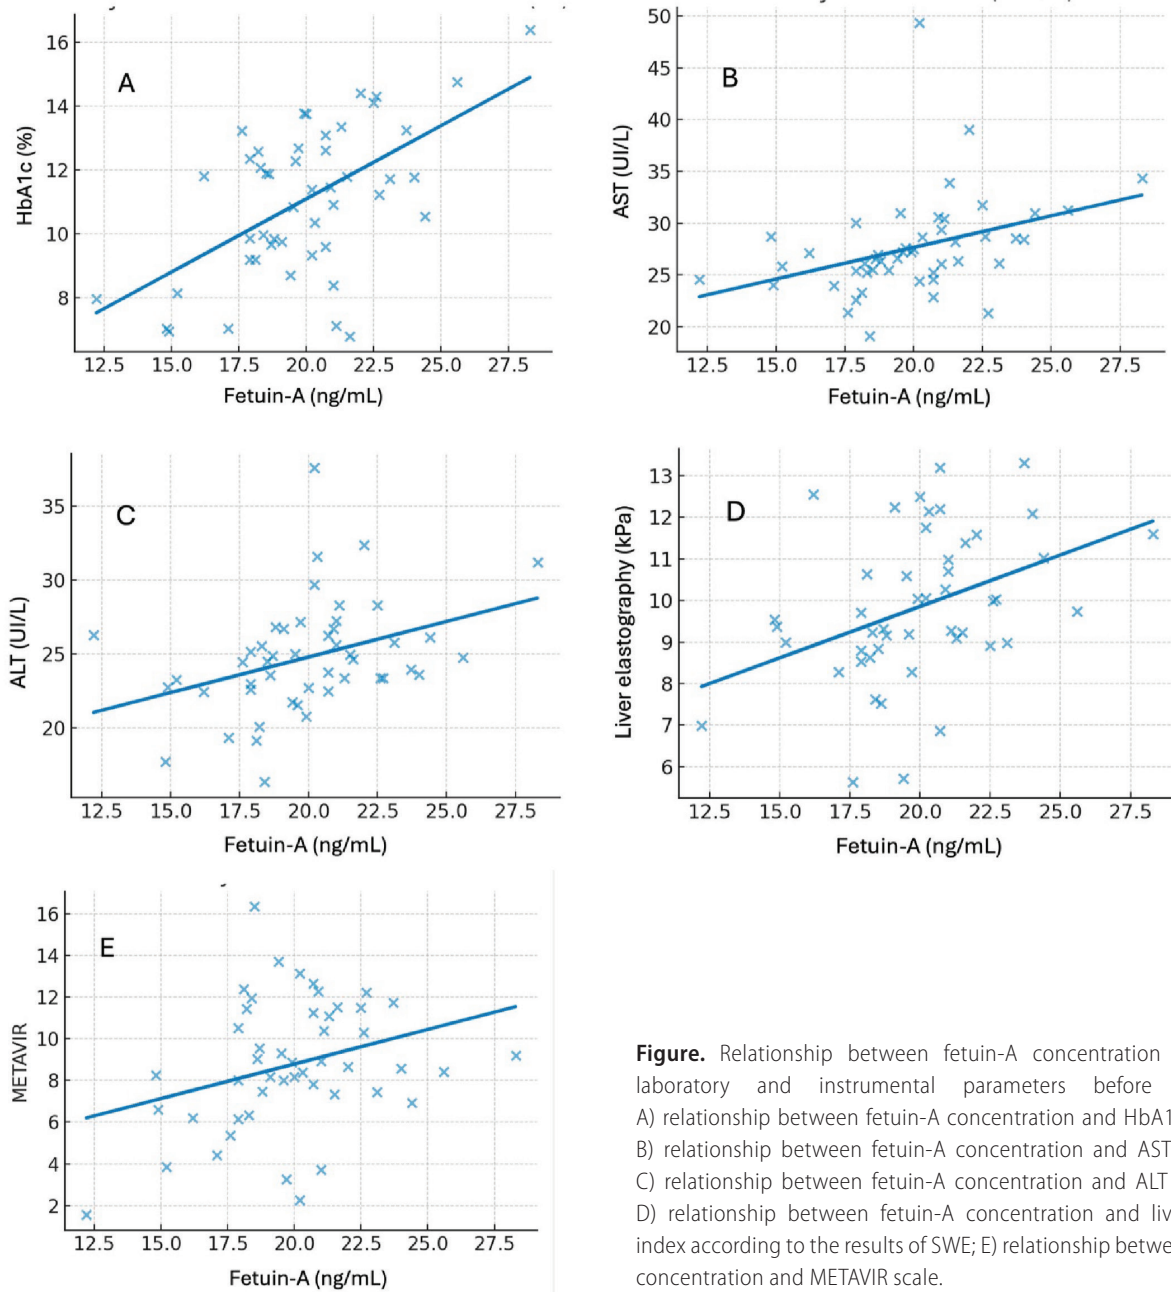 A
HbA1c (%)
16
14
12
10
8
12.5 15.0 17.5 20.0 22.5 25.0 27.5
Fetuin-A (ng/mL)
B
AST (UI/L)
50
45
40
35
30
25
20
12.5 15.0 17.5 20.0 22.5 25.0 27.5
Fetuin-A (ng/mL)
C
ALT (UI/L)
35
30
25
20
12.5 15.0 17.5 20.0 22.5 25.0 27.5
Fetuin-A (ng/mL)
D
Liver elastography (kPa)
13
12
11
10
9
8
7
6
12.5 15.0 17.5 20.0 22.5 25.0 27.5
Fetuin-A (ng/mL)
E
METAVIR
16
14
12
10
8
6
4
2
12.5 15.0 17.5 20.0 22.5 25.0 27.5
Fetuin-A (ng/mL)
Figure. Relationship between fetuin-A concentration
laboratory and instrumental parameters before
A) relationship between fetuin-A concentration and HbA1
B) relationship between fetuin-A concentration and AST
C) relationship between fetuin-A concentration and ALT
D) relationship between fetuin-A concentration and liv
index according to the results of SWE; E) relationship betwe
concentration and METAVIR scale.